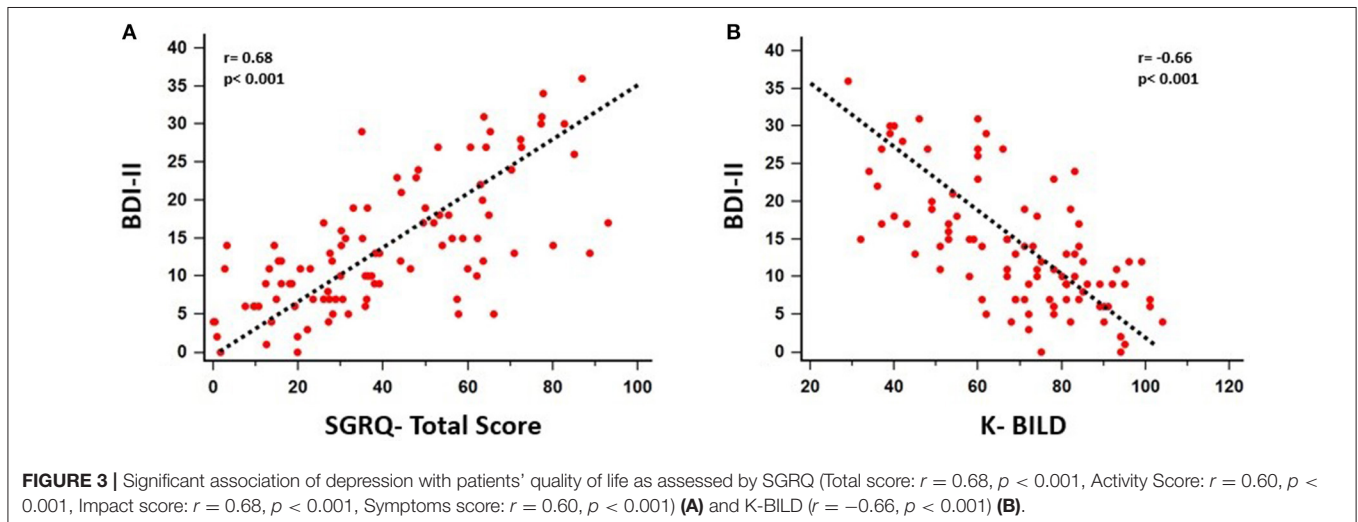 A
r= 0.68
p< 0.001
BDI-II
40
35
30
25
20
15
10
5
0
0
20
40
60
80
100
SGRQ- Total Score
B
r= -0.66
p< 0.001
BDI-II
40
35
30
25
20
15
10
5
0
20
40
60
80
100
120
K- BILD
FIGURE 3 | Significant association of depression with patients' quality of life as assessed by SGRQ (Total score: r = 0.68, p < 0.001, Activity Score: r = 0.60, p <
0.001, Impact score: r = 0.68, p < 0.001, Symptoms score: r = 0.60, p < 0.001) (A) and K-BILD (r = −0.66, p < 0.001) (B).